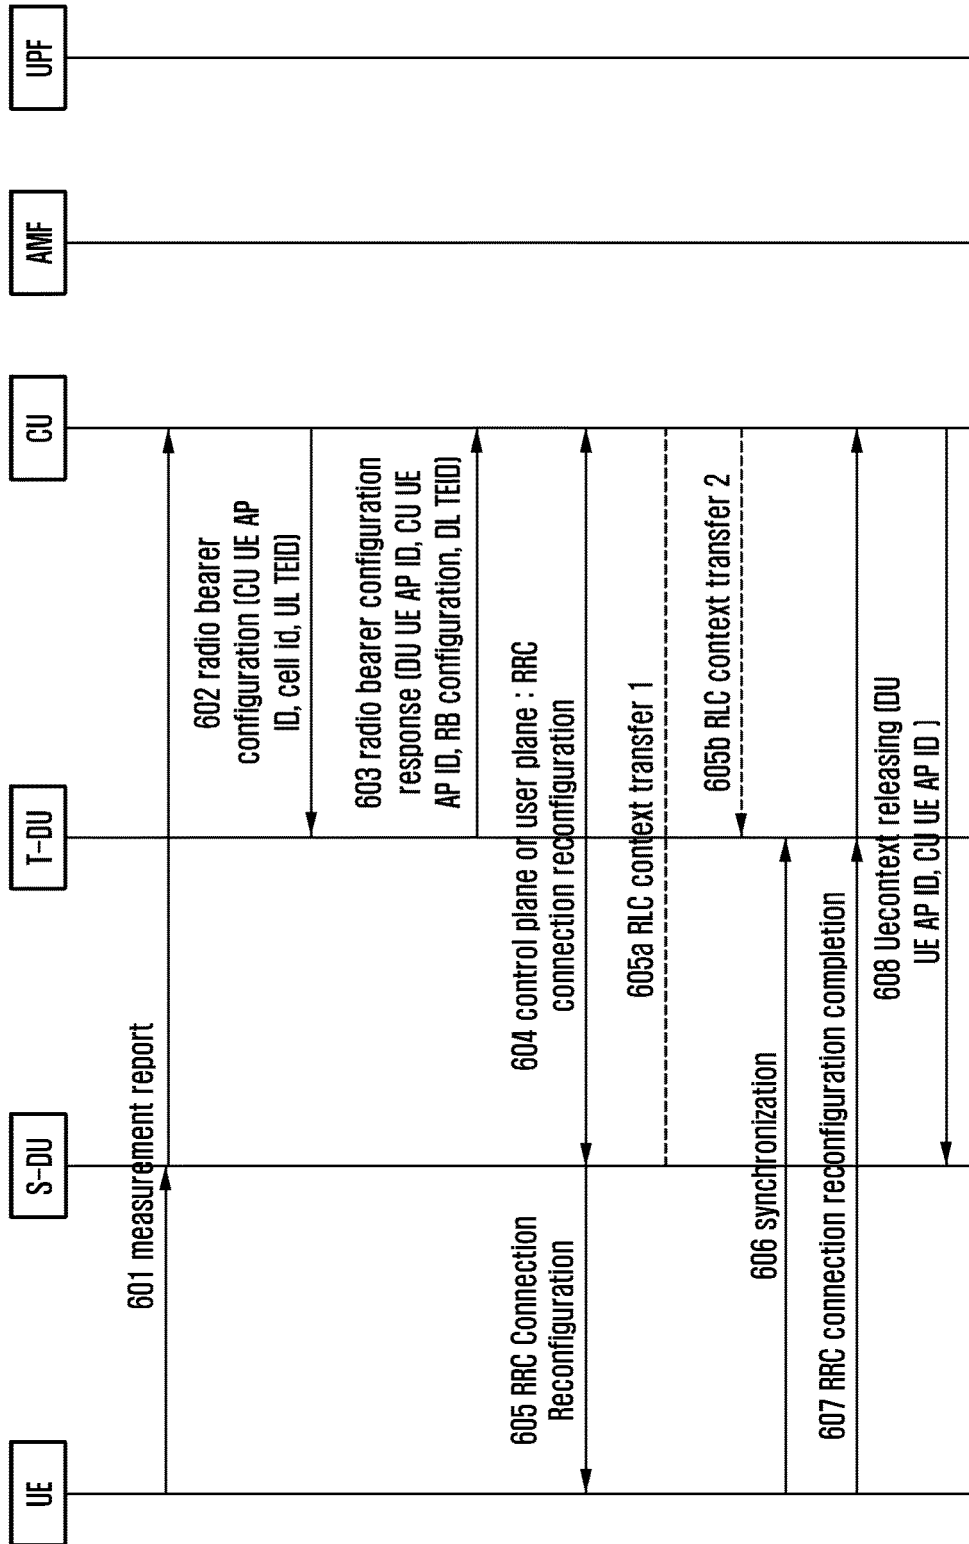 UE
S-DU
T-DU
CU
AMF
UPF
601 measurement report
602 radio bearer
configuration (CU UE AP
ID, cell id, UL TEID)
603 radio bearer configuration
response (DU UE AP ID, CU UE
AP ID, RB configuration, DL TEID)
605 RRC Connection
Reconfiguration
604 control plane or user plane : RRC
connection reconfiguration
605a RLC context transfer 1
605b RLC context transfer 2
606 synchronization
607 RRC connection reconfiguration completion
608 Uecontext releasing (DU
UE AP ID, CU UE AP ID )